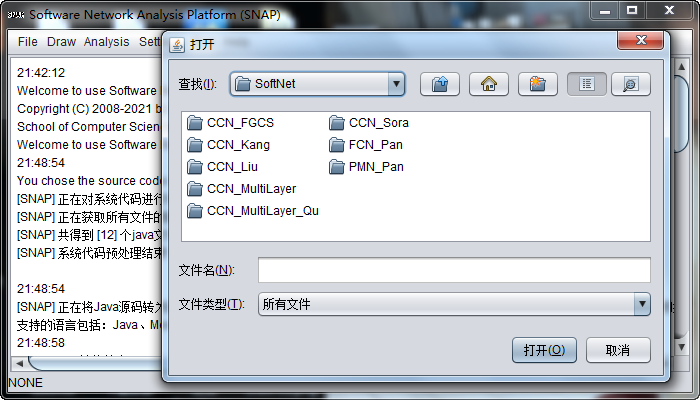 Software Network Analysis Platform (SNAP)
File Draw Analysis
21:42:12
Welcome to use Software
Copyright (C) 2008-2021
School of Computer
Welcome to use Software
21:48:54
You chose the source
[SNAP] 正在对系统代码进行
[SNAP] 正在获取所有文件的
[SNAP] 共得到 [12] 个java
[SNAP] 系统代码预处理结束
21:48:54
[SNAP] 正在将Java源码转为
支持的语言包括：Java、
21:48:58
NONE
打开
查找(I):
SoftNet
CCN_FGCS
CCN_Kang
CCN_Liu
CCN_MultiLayer
CCN_MultiLayer_Qu
CCN_Sora
FCN_Pan
PMN_Pan
文件名(N):
文件类型(T):
所有文件
打开(O)
取消